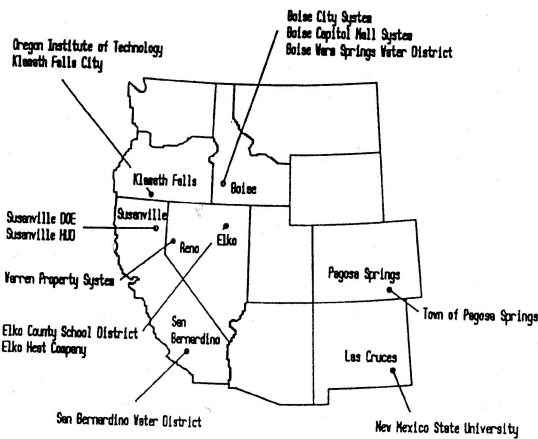 Boise City System
Boise Capitol Mall System
Boise Warm Springs Water District
Oregon Institute of Technology
Klamath Falls City
Klamath Falls
Boise
Susanville DOE
Susanville HUD
Susanville
Reno
Elko
Warren Property System
Pagosa Springs
Town of Pagosa Springs
Elko County School District
Elko Heat Company
San
Bernardino
Las Cruces
San Bernardino Water District
New Mexico State University